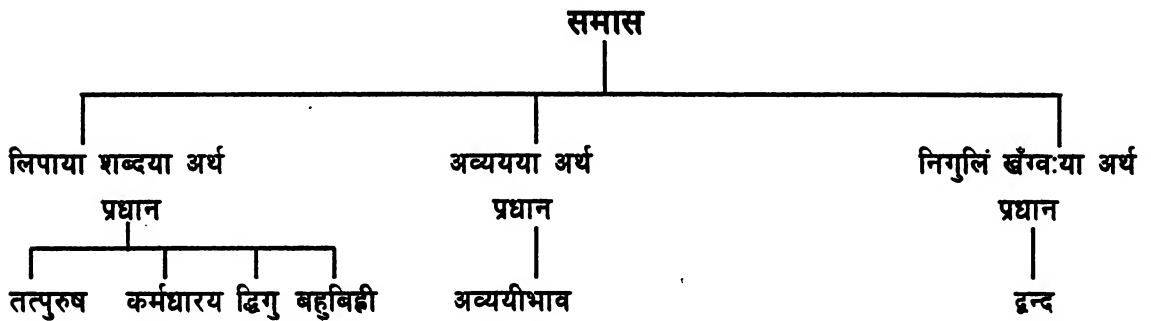 समास
लिपाया शब्दया अर्थ अव्ययया अर्थ निगुलिं खँग्वःया अर्थ
प्रधान प्रधान प्रधान
तत्पुरुष कर्मधारय द्विगु बहुबिह्री अव्ययीभाव द्वन्द